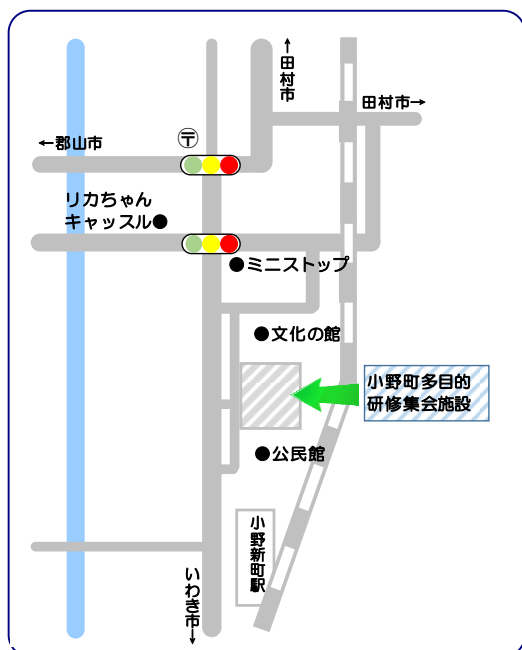 ↑田村市
田村市→
〒
←郡山市
リカちゃん
キャッスル●
●ミニストップ
●文化の館
小野町多目的
研修集会施設
●公民館
小野新町駅
いわき市↓